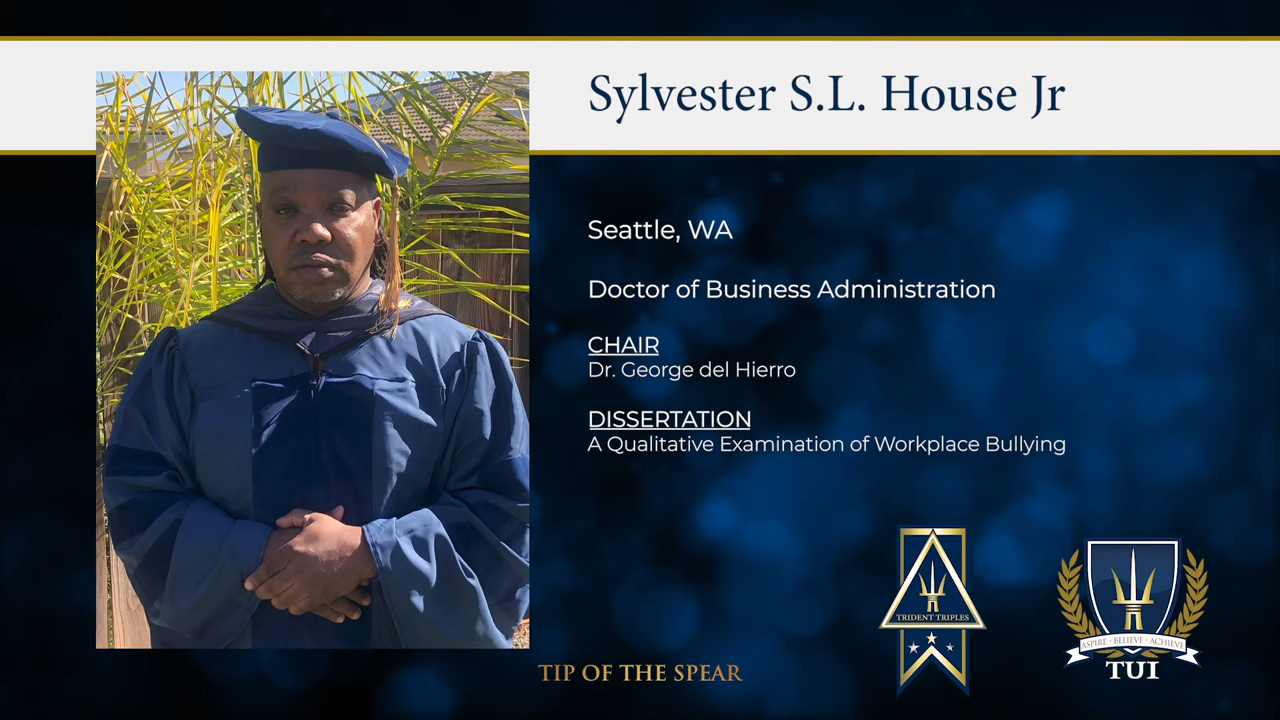 Sylvester S.L. House Jr
Seattle, WA
Doctor of Business Administration
CHAIR
Dr. George del Hierro
DISSERTATION
A Qualitative Examination of Workplace Bullying
TRIDENT TRIPLES
ASPIRE · BELIEVE · ACHIEVE
TUI
TIP OF THE SPEAR